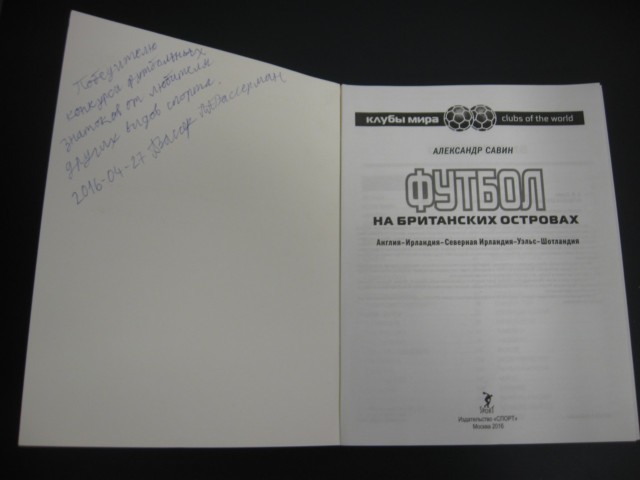 Победителю
конкурса футбольных
знатоков от любителя
других видов спорта.
2016-04-27 Вассерман
клубы мира clubs of the world
АЛЕКСАНДР САВИН
ФУТБОЛ
НА БРИТАНСКИХ ОСТРОВАХ
Англия–Ирландия–Северная Ирландия–Уэльс–Шотландия
Издательство «СПОРТ»
Москва 2016